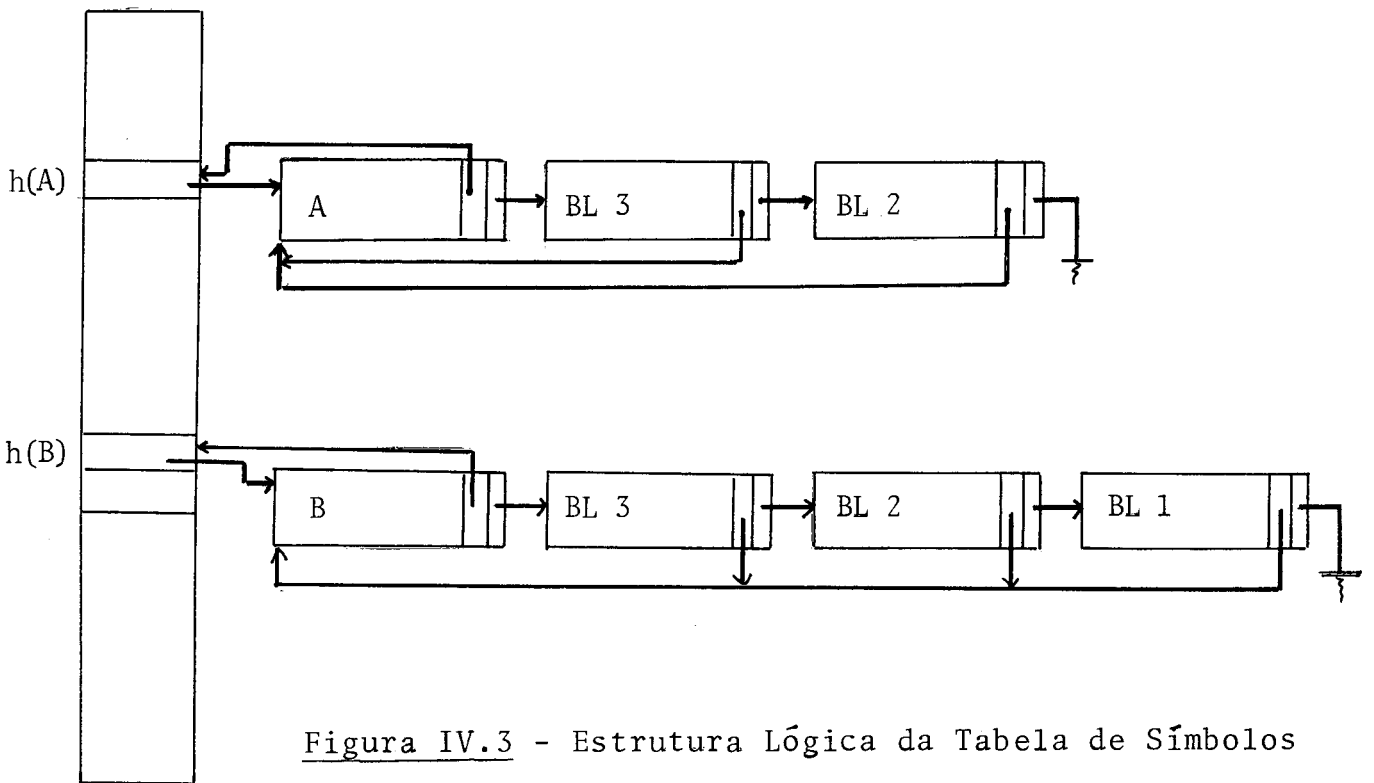 h(A)
A
BL 3
BL 2
h(B)
B
BL 3
BL 2
BL 1
Figura IV.3 - Estrutura Lógica da Tabela de Símbolos